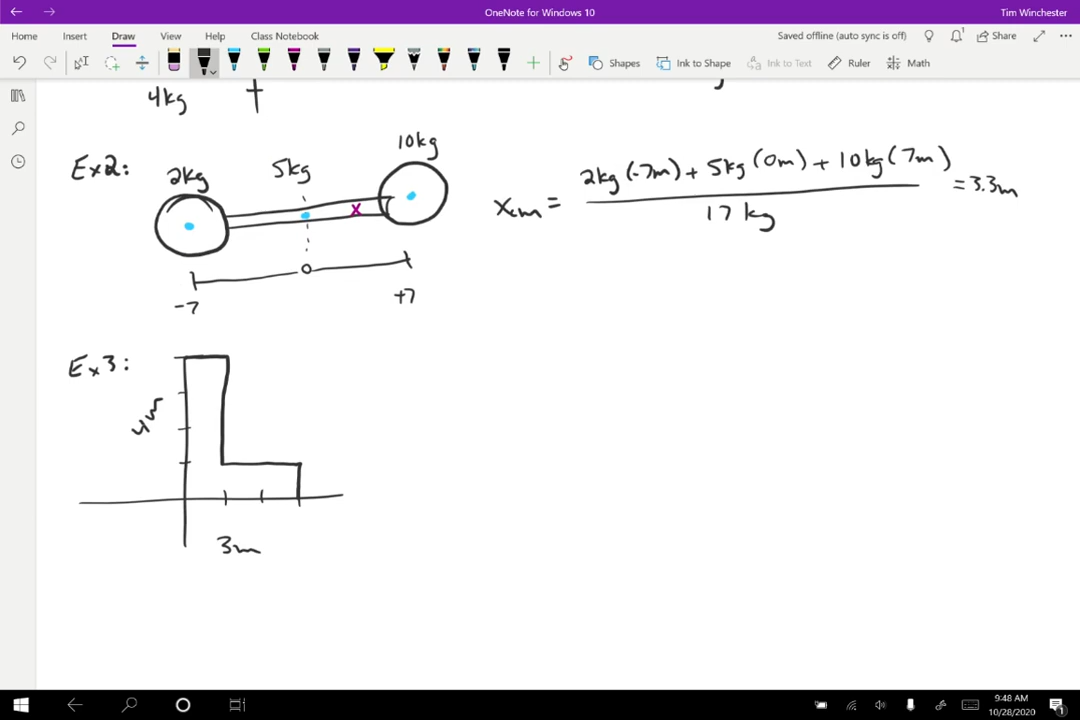 OneNote for Windows 10
Tim Winchester
Home Insert Draw View Help Class Notebook
Saved offline (auto sync is off) Share
Shapes Ink to Shape Ink to Text Ruler Math
4kg
Ex2: 2kg 5kg 10kg
x
0
-7 +7
xcm = 2kg(-7m) + 5kg(0m) + 10kg(7m) = 3.3m
17 kg
Ex3:
4m
3m
9:48 AM
10/28/2020
1